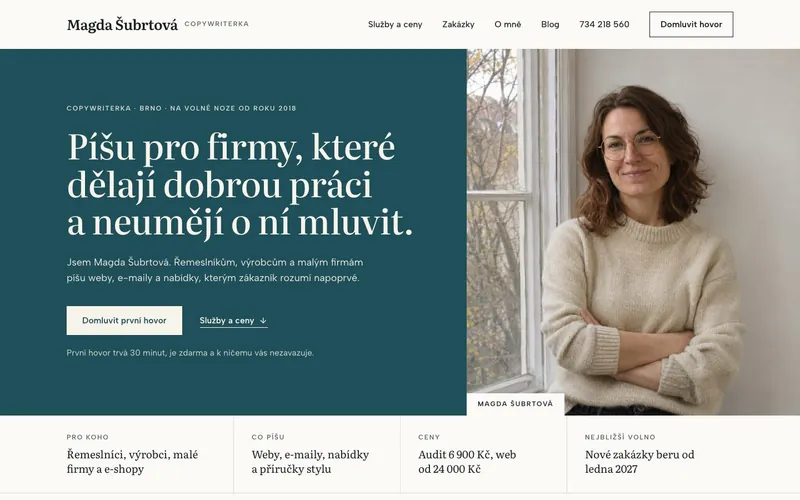 Magda Šubrtová COPYWRITERKA
Služby a ceny Zakázky O mně Blog 734 218 560 Domluvit hovor
COPYWRITERKA · BRNO · NA VOLNÉ NOZE OD ROKU 2018
Píšu pro firmy, které
dělají dobrou práci
a neumějí o ní mluvit.
Jsem Magda Šubrtová. Řemeslníkům, výrobcům a malým firmám
píšu weby, e-maily a nabídky, kterým zákazník rozumí napoprvé.
Domluvit první hovor Služby a ceny ↓
První hovor trvá 30 minut, je zdarma a k ničemu vás nezavazuje.
MAGDA ŠUBRTOVÁ
PRO KOHO
Řemeslníci, výrobci, malé
firmy a e-shopy
CO PÍŠU
Weby, e-maily, nabídky
a příručky stylu
CENY
Audit 6 900 Kč, web
od 24 000 Kč
NEJBLIŽŠÍ VOLNO
Nové zakázky beru od
ledna 2027